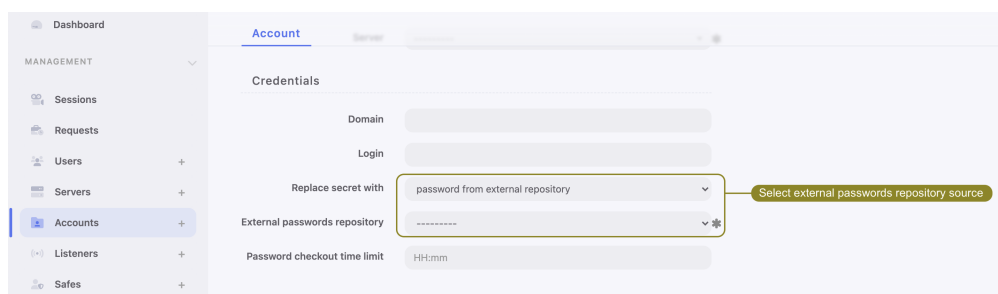 Dashboard
Account
Server
MANAGEMENT
Credentials
Sessions
Domain
Requests
Login
Users +
Replace secret with password from external repository
Select external passwords repository source
Servers +
External passwords repository --------- ✱
Accounts +
Password checkout time limit HH:mm
Listeners +
Safes +